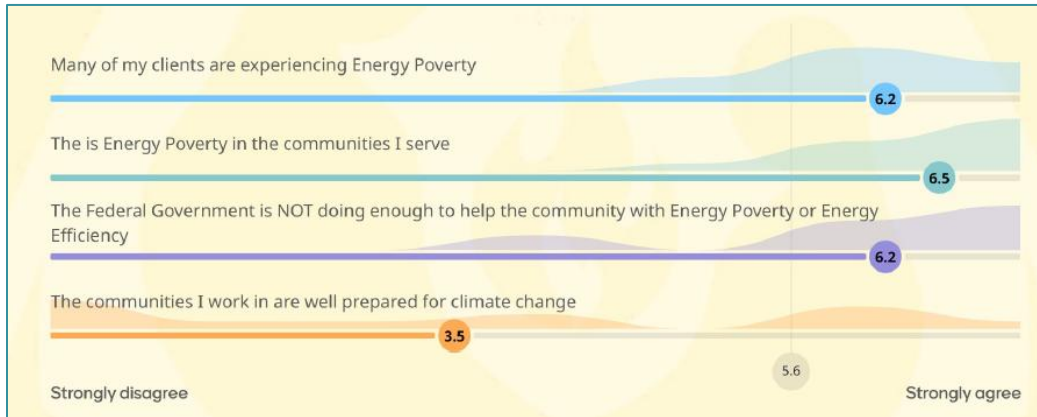 Many of my clients are experiencing Energy Poverty
6.2
The is Energy Poverty in the communities I serve
6.5
The Federal Government is NOT doing enough to help the community with Energy Poverty or Energy
Efficiency
6.2
The communities I work in are well prepared for climate change
3.5
5.6
Strongly disagree
Strongly agree